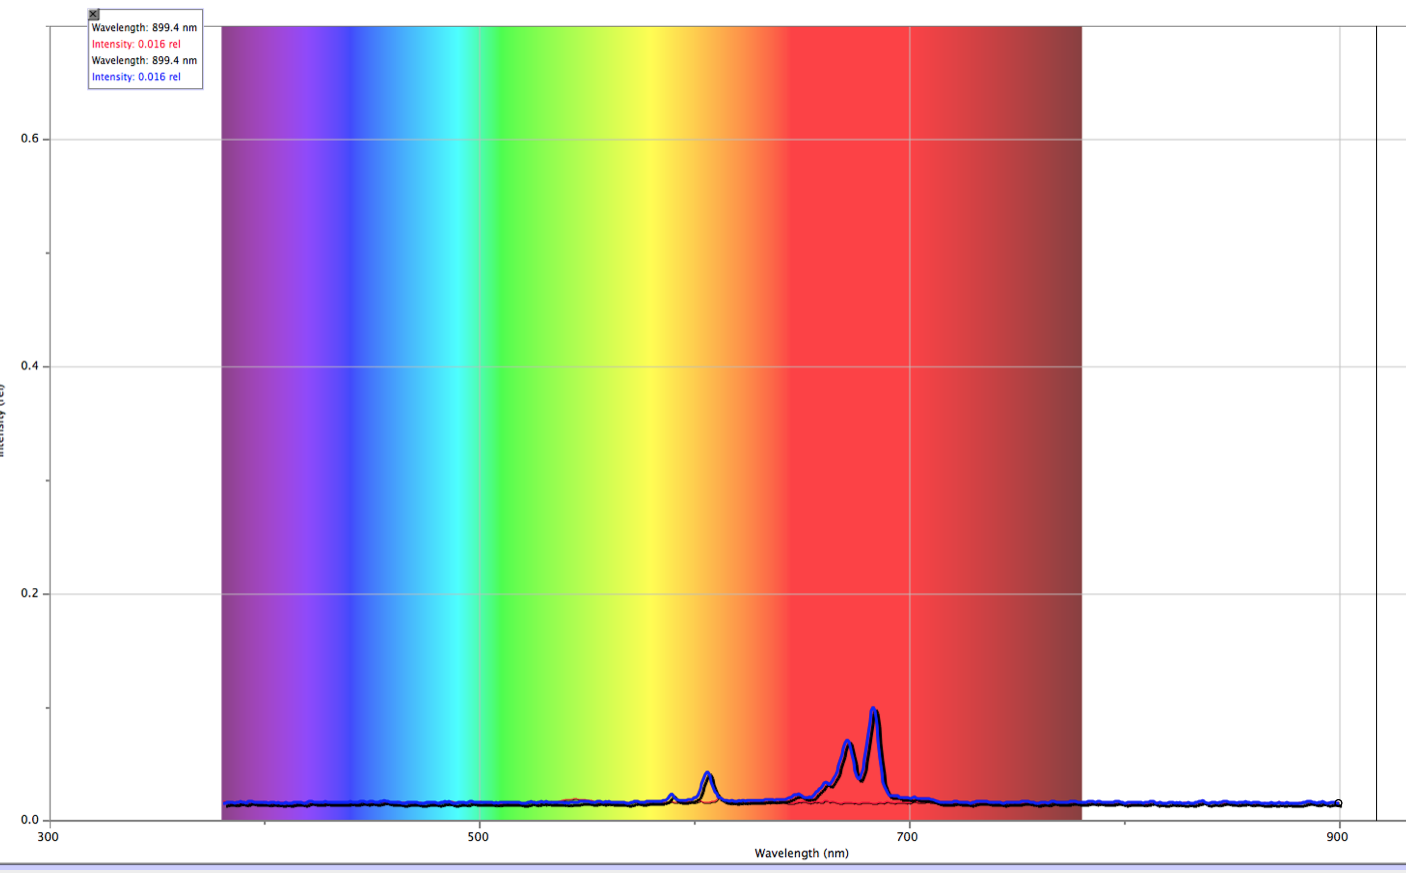 Wavelength: 899.4 nm
Intensity: 0.016 rel
Wavelength: 899.4 nm
Intensity: 0.016 rel
0.6
0.4
0.2
0.0
300
500
700
900
Wavelength (nm)